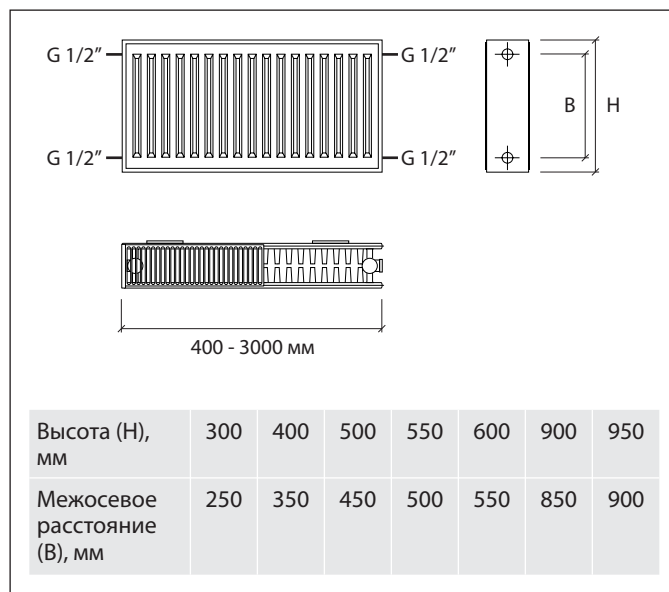 G 1/2” G 1/2”
B H
G 1/2” G 1/2”
400 - 3000 мм
Высота (H), 300 400 500 550 600 900 950
мм
Межосевое 250 350 450 500 550 850 900
расстояние
(B), мм